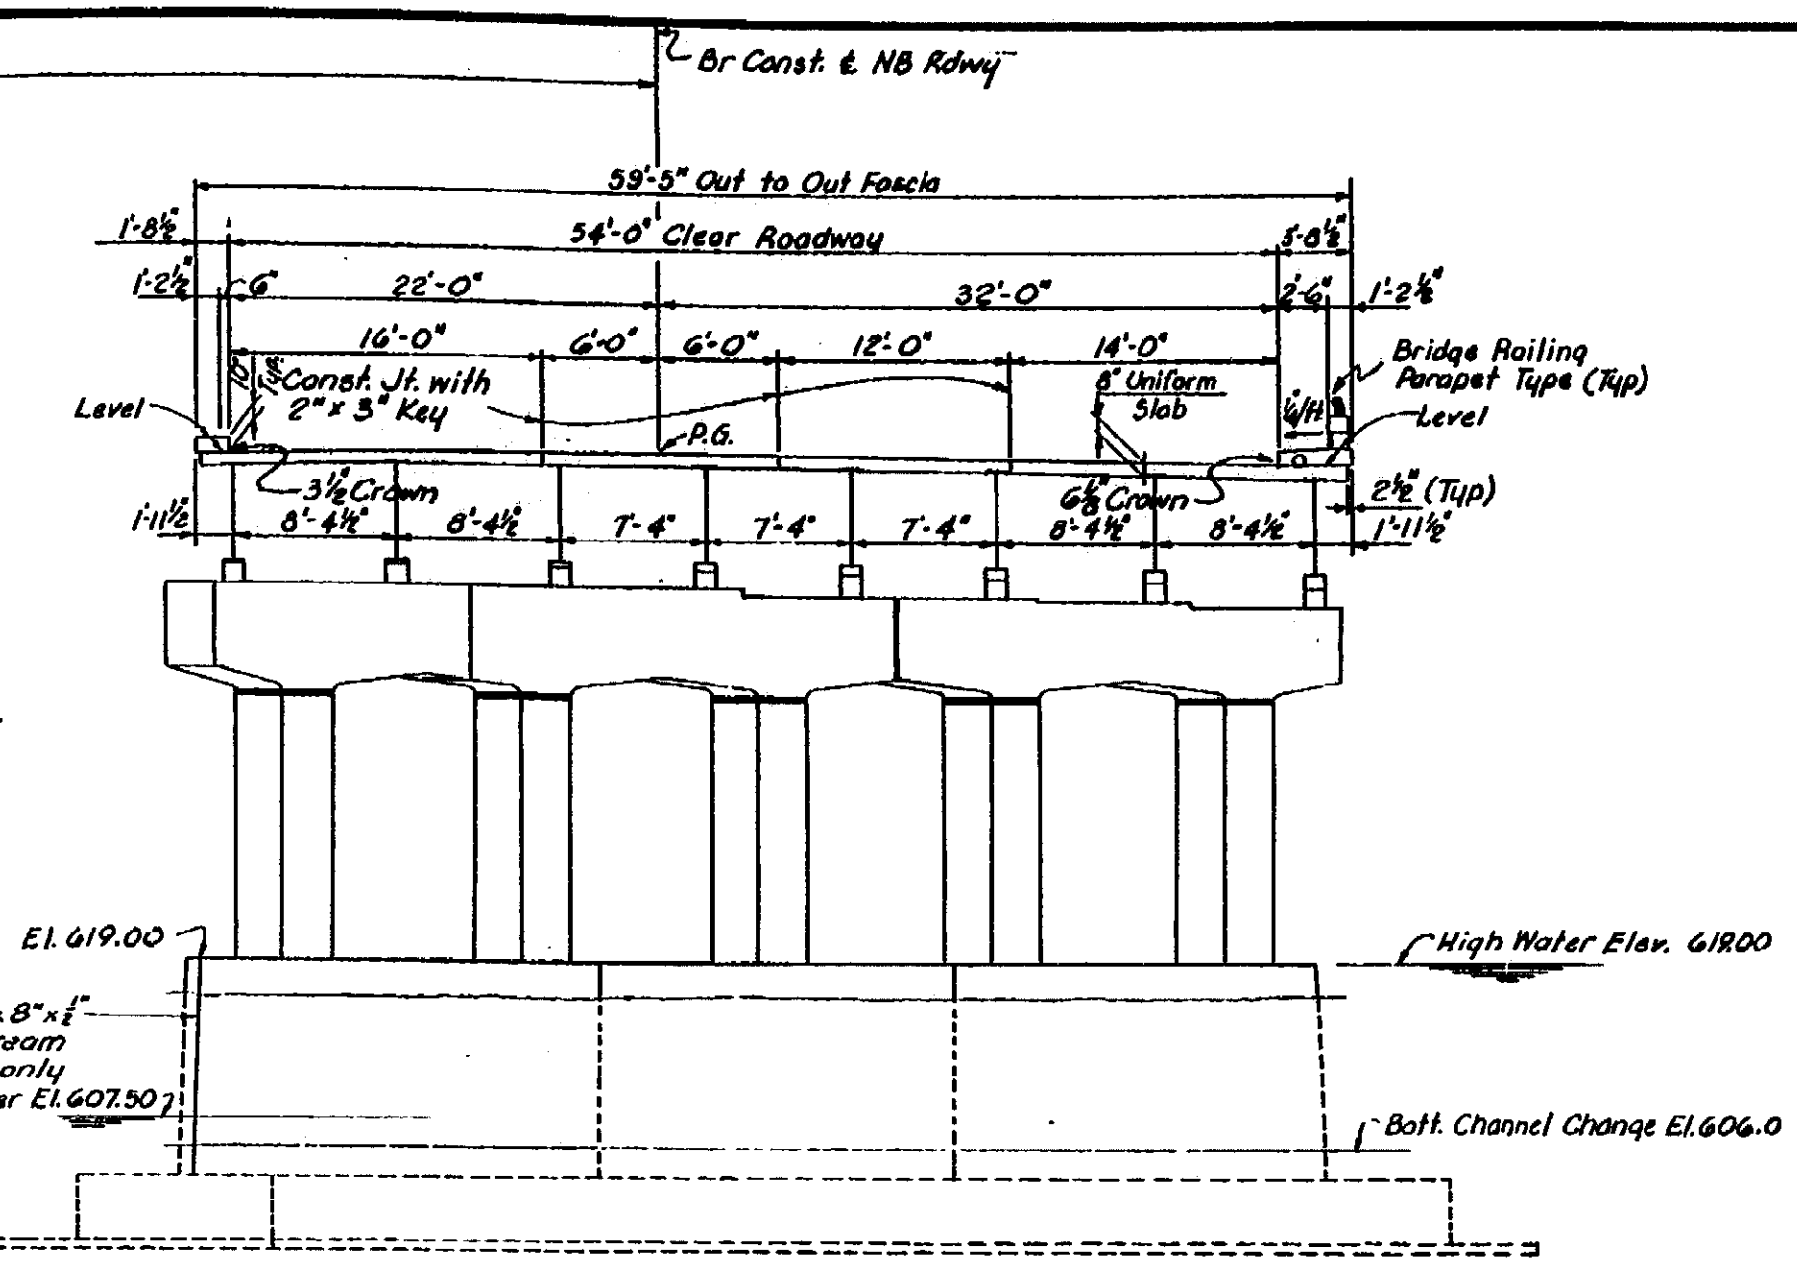 Br Const. ℄ NB Rdwy
59'-5" Out to Out Fascia
1'-8½"
54'-0" Clear Roadway
1'-2½"
6"
22'-0"
32'-0"
2'-6"
1'-2½"
16'-0"
6'-0"
6'-0"
12'-0"
14'-0"
10"
Typ.
Const. Jt. with
2" x 3" Key
8" Uniform
Slab
Bridge Railing
Parapet Type (Typ)
Level
P.G.
Level
3½" Crown
6⅛" Crown
2½" (Typ)
1'-11½"
8'-4½"
8'-4½"
7'-4"
7'-4"
7'-4"
8'-4½"
8'-4½"
1'-11½"
El. 619.00
High Water Elev. 619.00
8" x ½"
only
El. 607.50
Bott. Channel Change El. 606.0